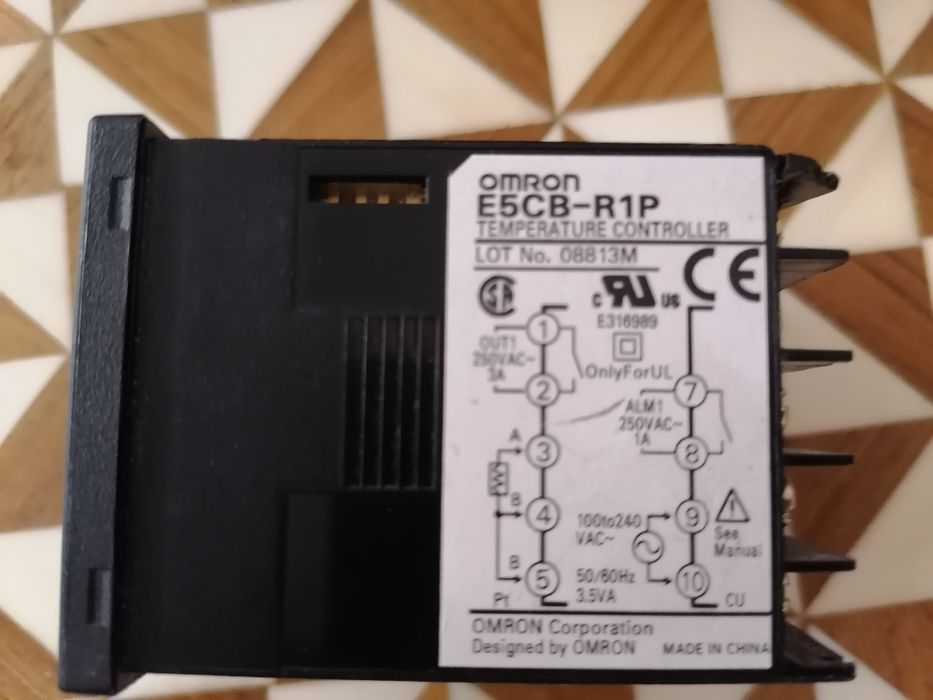 OMRON
E5CB-R1P
TEMPERATURE CONTROLLER
LOT No. 08813M
CE
SA
C RU US
E316989
OnlyForUL
1
OUT1
250VAC~
3A
2
A
3
B
4
B
5
Pt
7
ALM1
250VAC~
1A
8
100to240
VAC~
9
50/60Hz
3.5VA
10
!
See
Manual
CU
OMRON Corporation
Designed by OMRON MADE IN CHINA